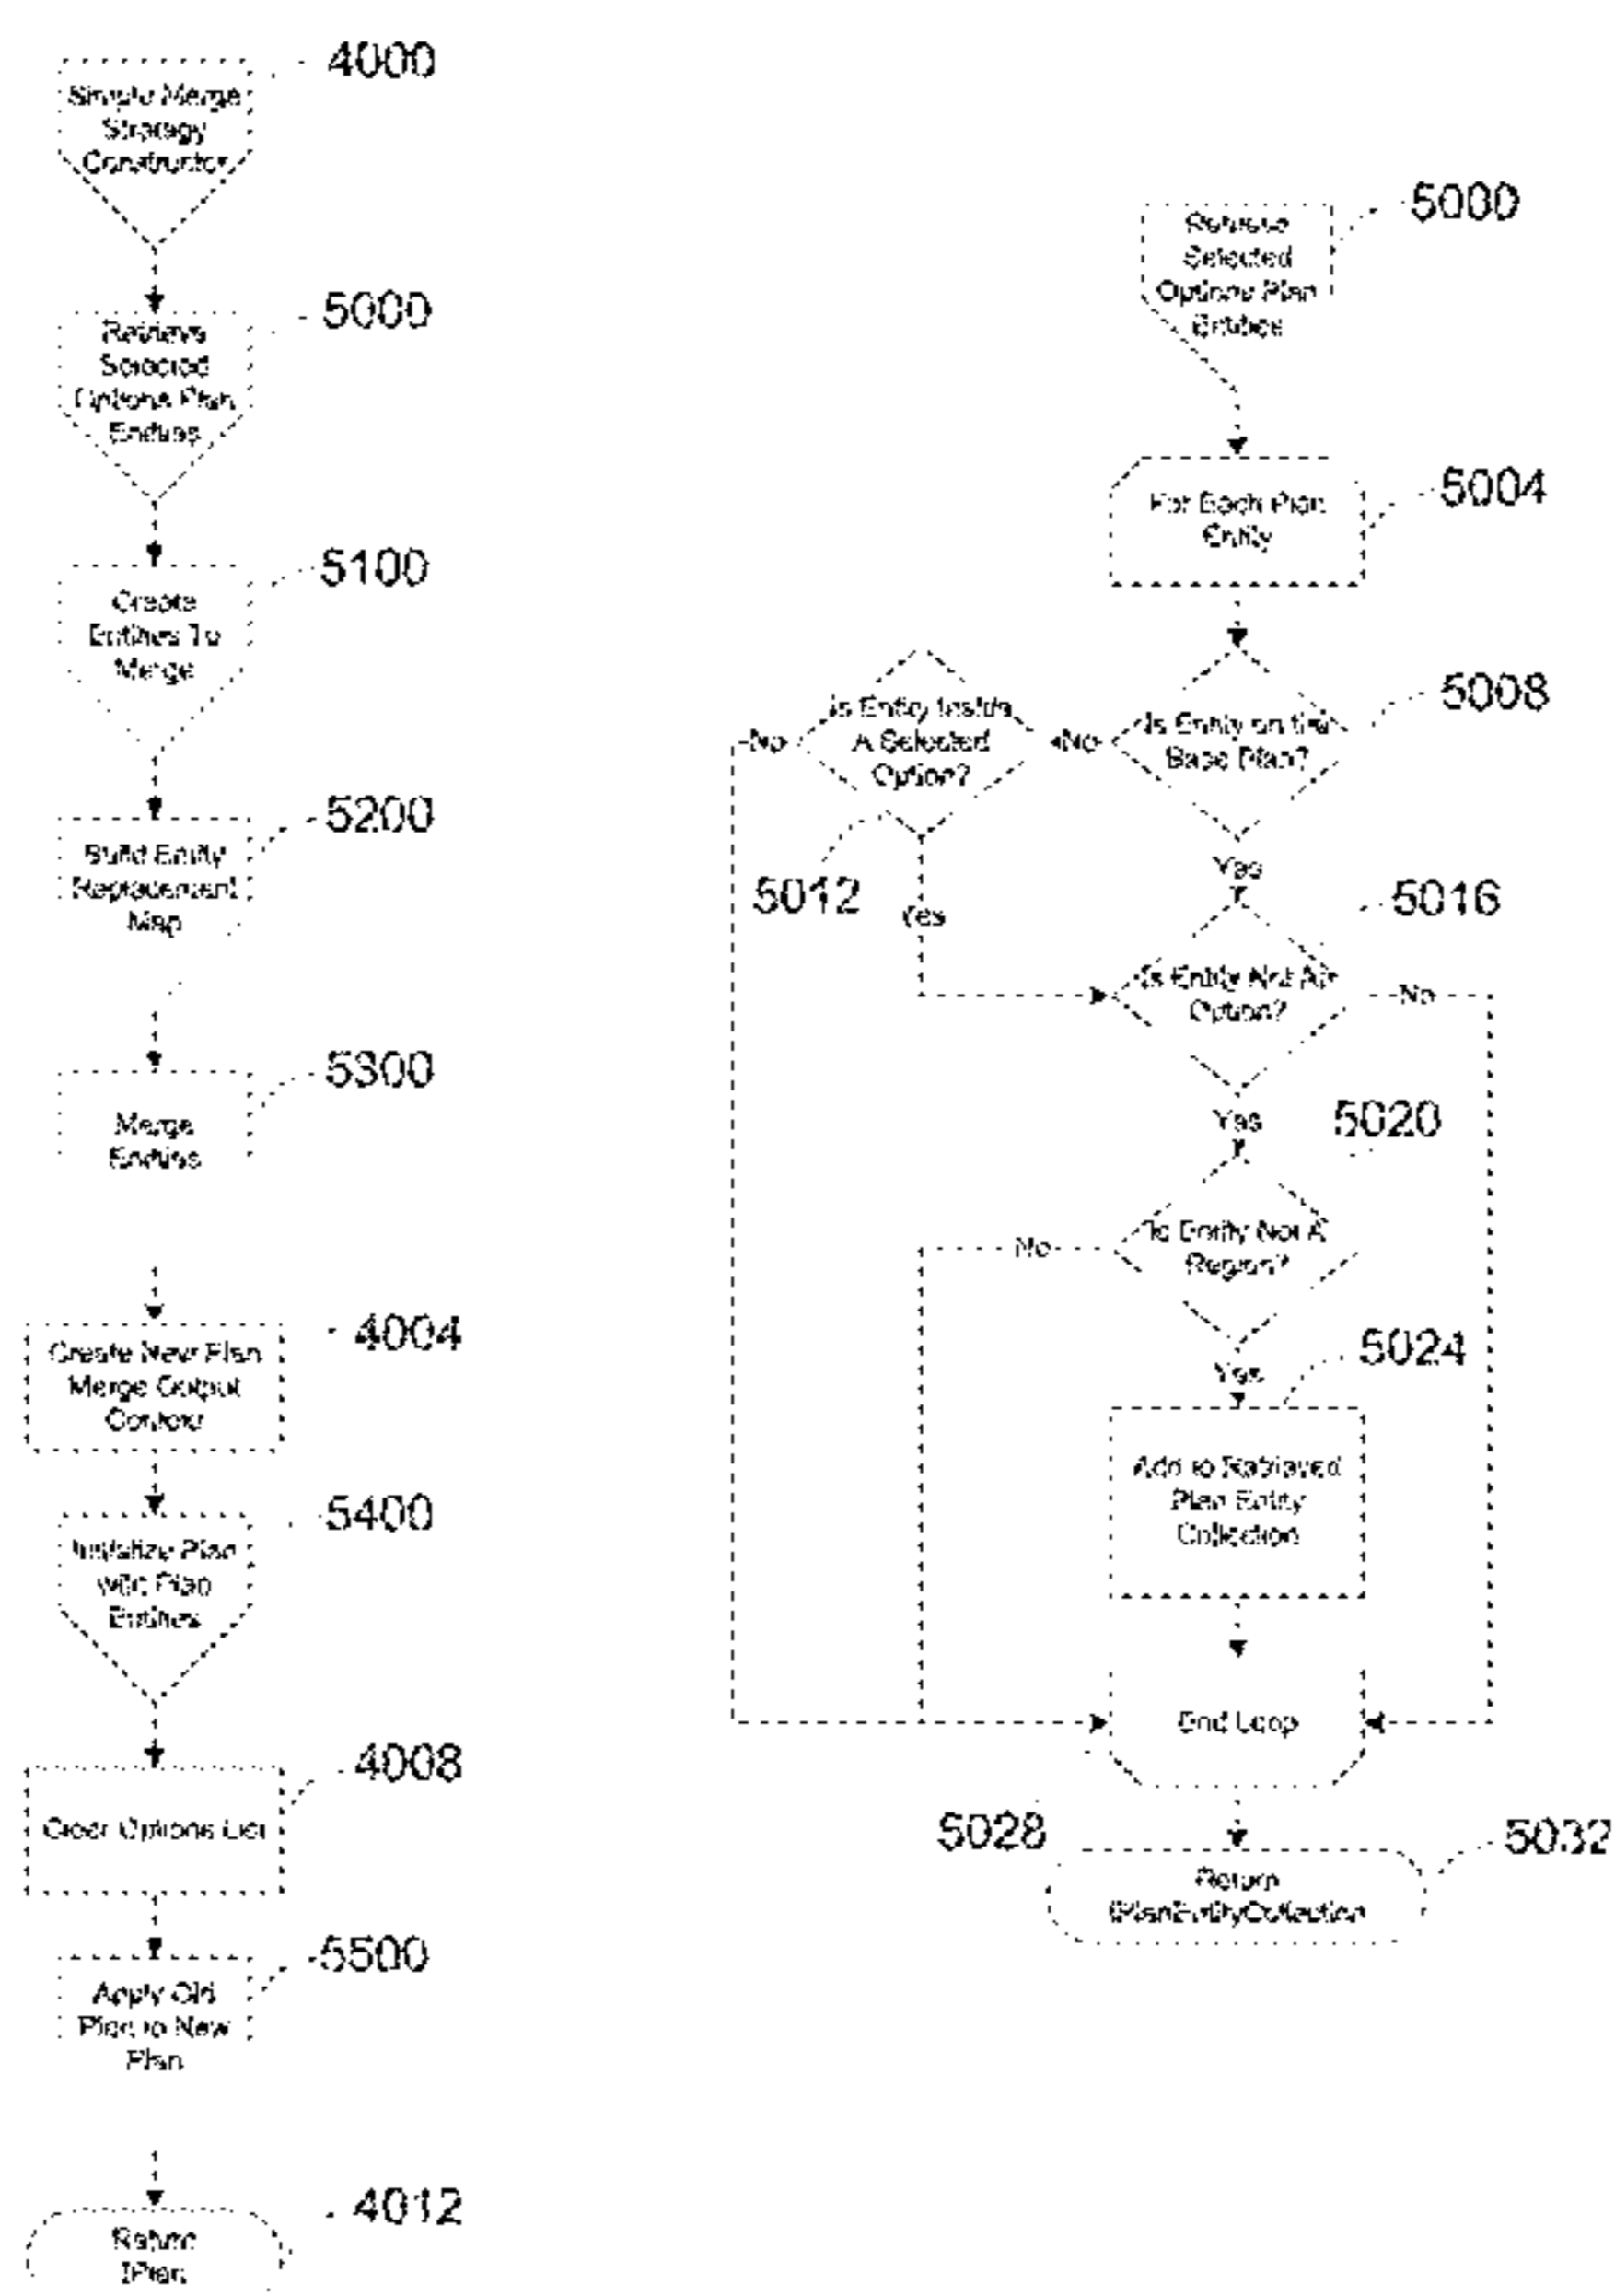 4000
Simple Merge
Strategy
Constructor
5000
Retrieve
Selected
Options Plan
Entities
5100
Create
Entities To
Merge
5200
Build Entity
Replacement
Map
5300
Merge
Entities
4004
Create New Plan
Merge Output
Context
5400
Initialize Plan
with Plan
Entities
4008
Clear Options List
5500
Apply Old
Plan to New
Plan
4012
Return
IPlan
5000
Retrieve
Selected
Options Plan
Entities
5004
For Each Plan
Entity
5008
Is Entity on the
Base Plan?
No
Is Entity Inside
A Selected
Option?
No
5012
Yes
Yes
5016
Is Entity Not An
Option?
No
Yes
5020
Is Entity Not A
Region?
No
Yes
5024
Add to Retrieved
Plan Entity
Collection
End Loop
5028
5032
Return
IPlanEntityCollection